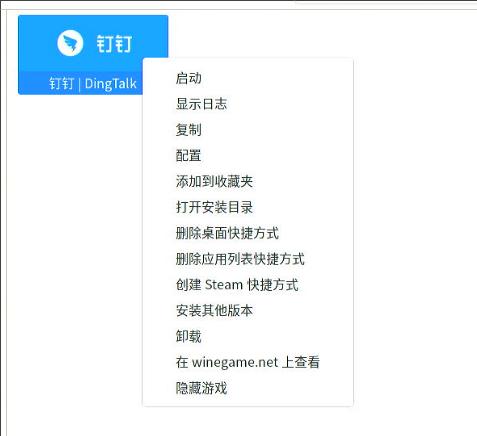 钉钉
钉钉 | DingTalk
启动
显示日志
复制
配置
添加到收藏夹
打开安装目录
删除桌面快捷方式
删除应用列表快捷方式
创建 Steam 快捷方式
安装其他版本
卸载
在 winegame.net 上查看
隐藏游戏